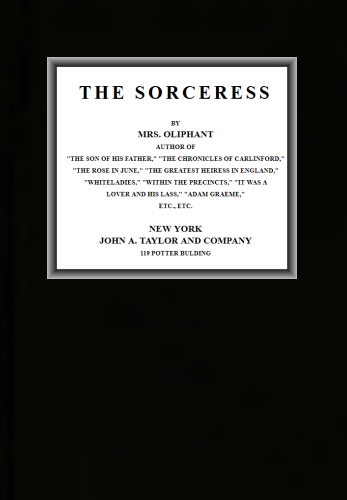 THE SORCERESS
BY
MRS. OLIPHANT
AUTHOR OF
"THE SON OF HIS FATHER," "THE CHRONICLES OF CARLINFORD,"
"THE ROSE IN JUNE," "THE GREATEST HEIRESS IN ENGLAND,"
"WHITELADIES," "WITHIN THE PRECINCTS," "IT WAS A
LOVER AND HIS LASS," "ADAM GRAEME,"
ETC., ETC.
NEW YORK
JOHN A. TAYLOR AND COMPANY
119 POTTER BULDING